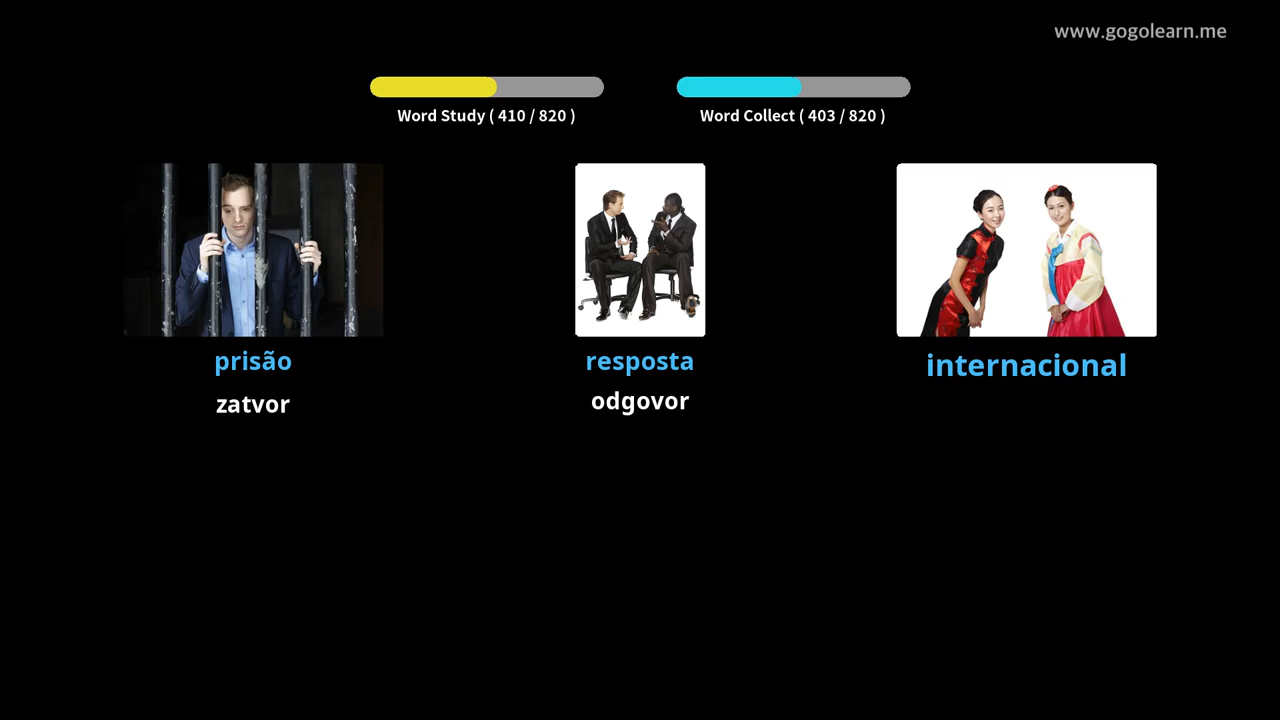 www.gogolearn.me
Word Study ( 410 / 820 )
Word Collect ( 403 / 820 )
prisão
zatvor
resposta
odgovor
internacional